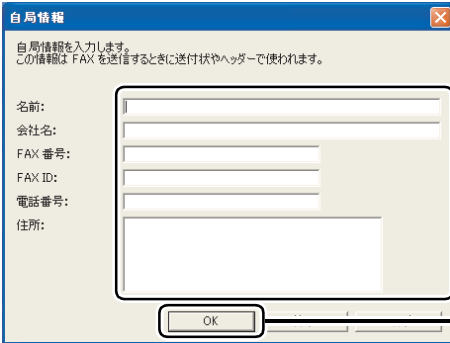 自局情報
自局情報を入力します。
この情報は FAX を送信するときに送付状やヘッダーで使われます。
名前:
会社名:
FAX 番号:
FAX ID:
電話番号:
住所:
OK